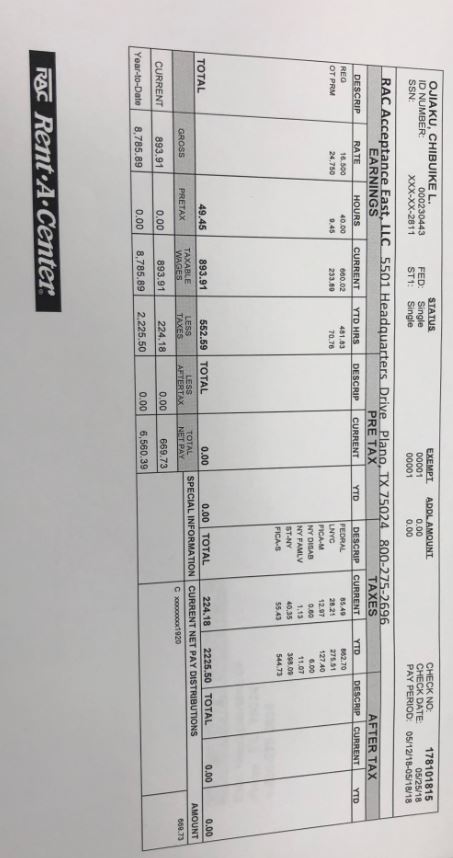 OJIAKU, CHIBUIKE L. STATUS EXEMPT ADDL AMOUNT CHECK NO: 178101815
ID NUMBER: 000230443 FED: Single 00001 0.00 CHECK DATE: 05/25/18
SSN: XXX-XX-2811 ST1: Single 00001 0.00 PAY PERIOD: 05/12/18-05/18/18
RAC Acceptance East, LLC 5501 Headquarters Drive Plano, TX 75024 800-275-2696
EARNINGS PRE TAX TAXES AFTER TAX
DESCRIP RATE HOURS CURRENT YTD HRS DESCRIP CURRENT YTD DESCRIP CURRENT YTD DESCRIP CURRENT YTD
REG 16.500 40.00 660.02 481.83 FEDRAL 85.49 862.70
OT PRM 24.750 9.45 233.89 70.76 LNYC 28.21 275.91
FICA-M 12.97 127.40
NY DISAB 0.60 6.00
NY FAMLV 1.13 11.07
ST-NY 40.35 398.09
FICA-S 55.43 544.73
TOTAL 49.45 893.91 552.59 TOTAL 0.00 0.00 TOTAL 224.18 2225.50 TOTAL 0.00 0.00
GROSS PRETAX TAXABLE WAGES LESS TAXES LESS AFTERTAX TOTAL NET PAY SPECIAL INFORMATION CURRENT NET PAY DISTRIBUTIONS AMOUNT
CURRENT 893.91 0.00 893.91 224.18 0.00 669.73 C xxxxxxxx1920 669.73
Year-to-Date 8,785.89 0.00 8,785.89 2,225.50 0.00 6,560.39
RAC Rent-A-Center